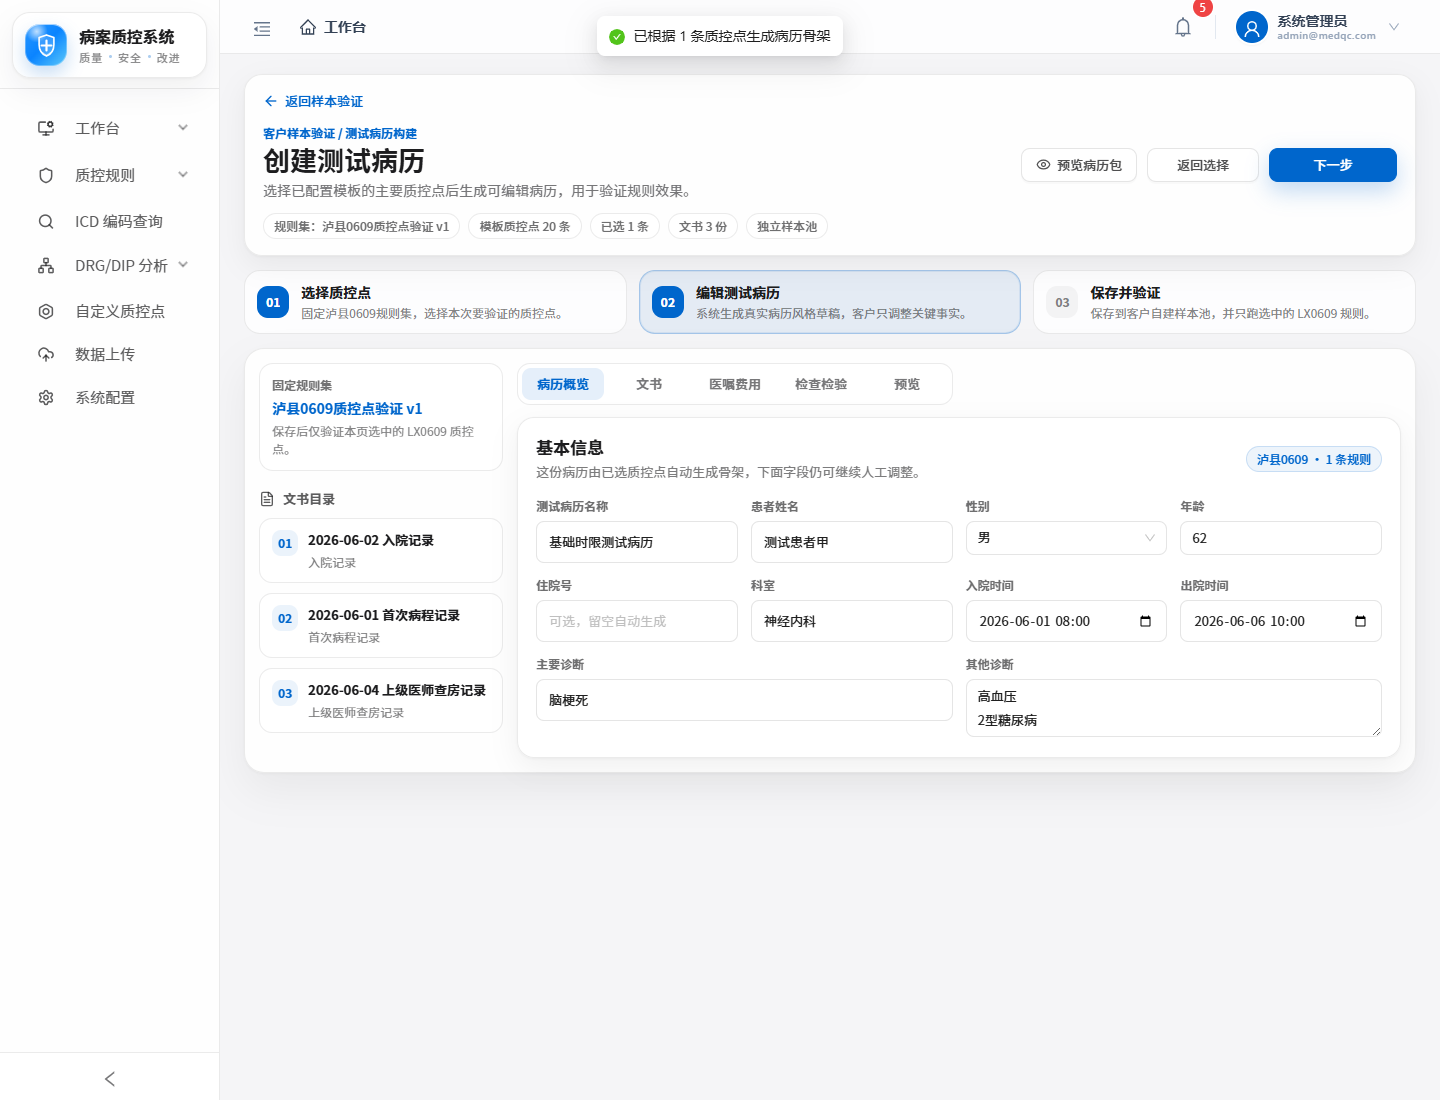 病案质控系统
质量 • 安全 • 改进
工作台
质控规则
ICD 编码查询
DRG/DIP 分析
自定义质控点
数据上传
系统配置
工作台
已根据 1 条质控点生成病历骨架
5
系统管理员
admin@medqc.com
返回样本验证
客户样本验证 / 测试病历构建
创建测试病历
选择已配置模板的主要质控点后生成可编辑病历，用于验证规则效果。
规则集：泸县0609质控点验证 v1
模板质控点 20 条
已选 1 条
文书 3 份
独立样本池
预览病历包
返回选择
下一步
01
选择质控点
固定泸县0609规则集，选择本次要验证的质控点。
02
编辑测试病历
系统生成真实病历风格草稿，客户只调整关键事实。
03
保存并验证
保存到客户自建样本池，并只跑选中的 LX0609 规则。
固定规则集
泸县0609质控点验证 v1
保存后仅验证本页选中的 LX0609 质控
点。
文书目录
01
2026-06-02 入院记录
入院记录
02
2026-06-01 首次病程记录
首次病程记录
03
2026-06-04 上级医师查房记录
上级医师查房记录
病历概览
文书
医嘱费用
检查检验
预览
基本信息
这份病历由已选质控点自动生成骨架，下面字段仍可继续人工调整。
泸县0609 • 1 条规则
测试病历名称
患者姓名
性别
年龄
基础时限测试病历
测试患者甲
男
62
住院号
科室
入院时间
出院时间
可选，留空自动生成
神经内科
2026-06-01 08:00
2026-06-06 10:00
主要诊断
其他诊断
脑梗死
高血压
2型糖尿病